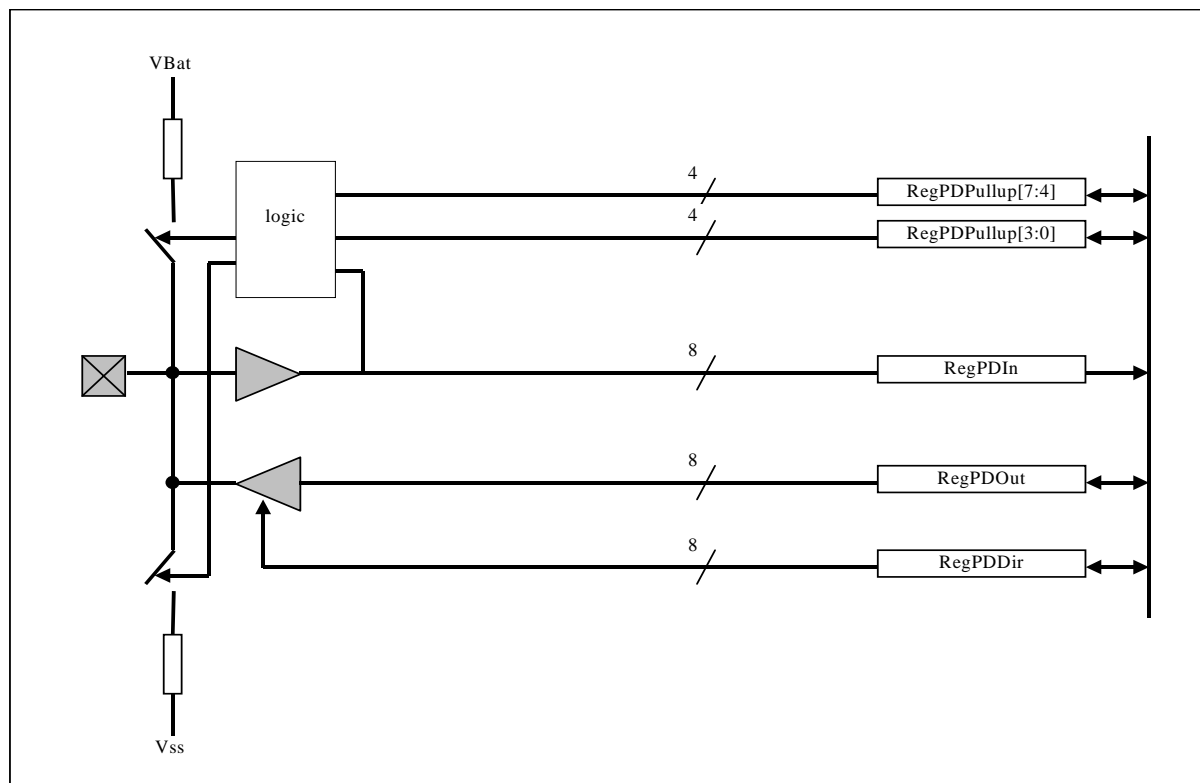 VBat
4
RegPDPullup[7:4]
logic
4
RegPDPullup[3:0]
8
RegPDIn
8
RegPDOut
8
RegPDDir
Vss